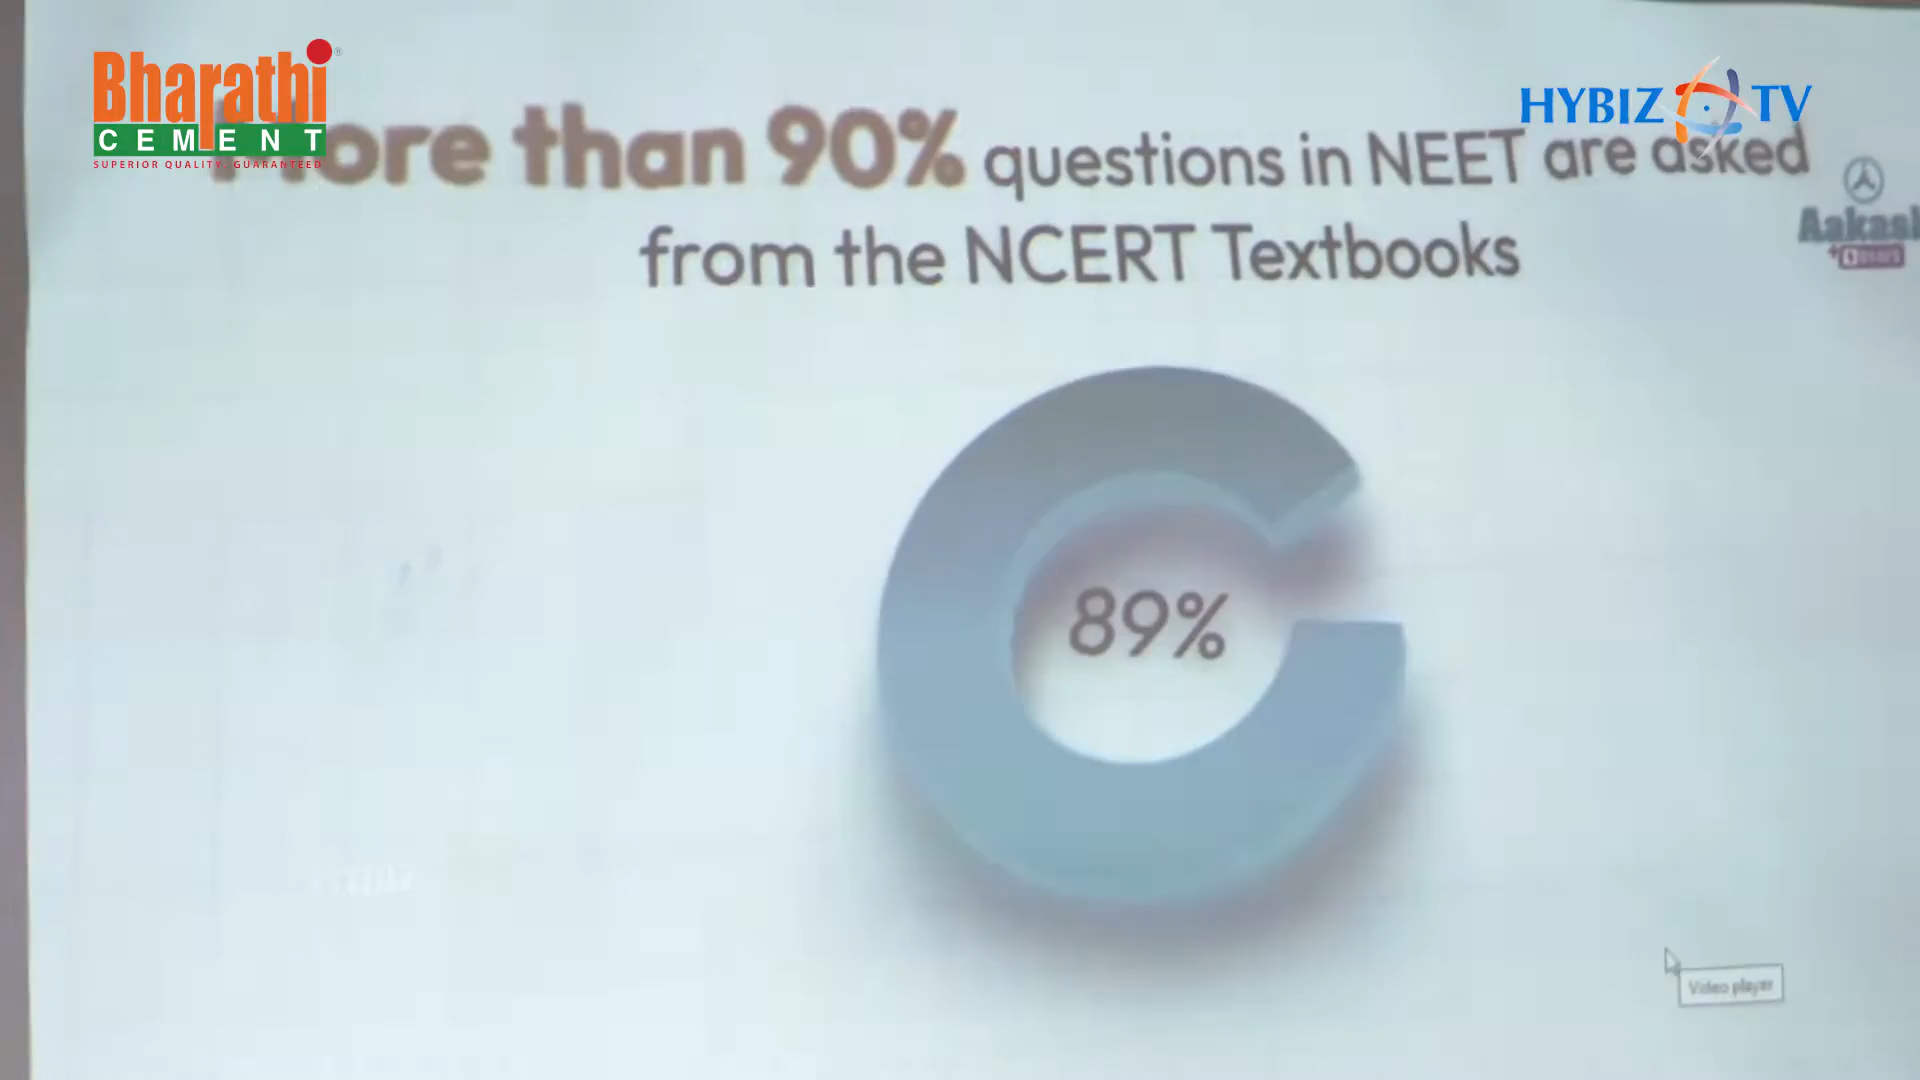 Bharathi
CEMENT
SUPERIOR QUALITY. GUARANTEED
HYBIZ TV
More than 90% questions in NEET are asked
from the NCERT Textbooks
Aakash
89%
Video player